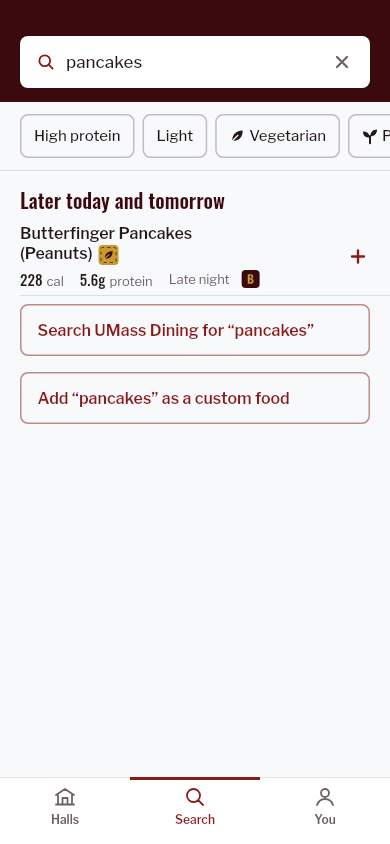 pancakes
High protein
Light
Vegetarian
P
Later today and tomorrow
Butterfinger Pancakes
(Peanuts)
228 cal 5.6g protein Late night B
Search UMass Dining for “pancakes”
Add “pancakes” as a custom food
Halls
Search
You